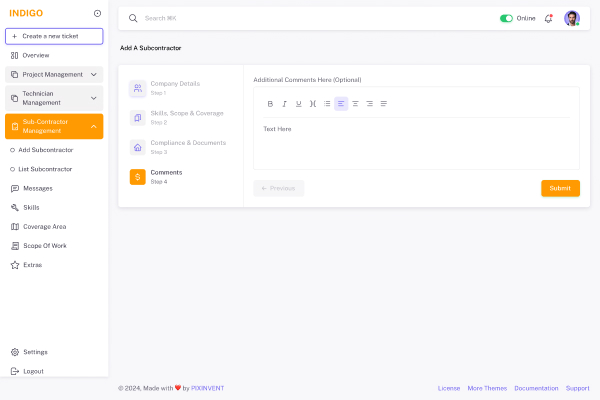 INDIGO
Create a new ticket
Overview
Project Management
Technician
Management
Sub-Contractor
Management
Add Subcontractor
List Subcontractor
Messages
Skills
Coverage Area
Scope Of Work
Extras
Settings
Logout
Search ⌘K
Online
Add A Subcontractor
Company Details
Step 1
Skills, Scope & Coverage
Step 2
Compliance & Documents
Step 3
Comments
Step 4
Additional Comments Here (Optional)
B I U
Text Here
← Previous
Submit
© 2024, Made with ❤ by PIXINVENT
License More Themes Documentation Support